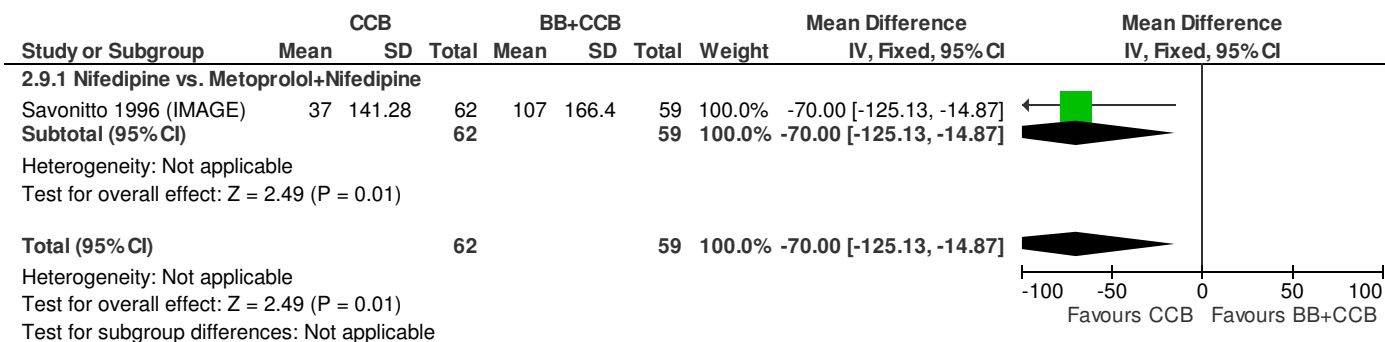 CCB BB+CCB Mean Difference Mean Difference
Study or Subgroup Mean SD Total Mean SD Total Weight IV, Fixed, 95% CI IV, Fixed, 95% CI
2.9.1 Nifedipine vs. Metoprolol+Nifedipine
Savonitto 1996 (IMAGE) 37 141.28 62 107 166.4 59 100.0% -70.00 [-125.13, -14.87]
Subtotal (95% CI) 62 59 100.0% -70.00 [-125.13, -14.87]
Heterogeneity: Not applicable
Test for overall effect: Z = 2.49 (P = 0.01)
Total (95% CI) 62 59 100.0% -70.00 [-125.13, -14.87]
Heterogeneity: Not applicable
Test for overall effect: Z = 2.49 (P = 0.01)
Test for subgroup differences: Not applicable
-100 -50 0 50 100
Favours CCB Favours BB+CCB